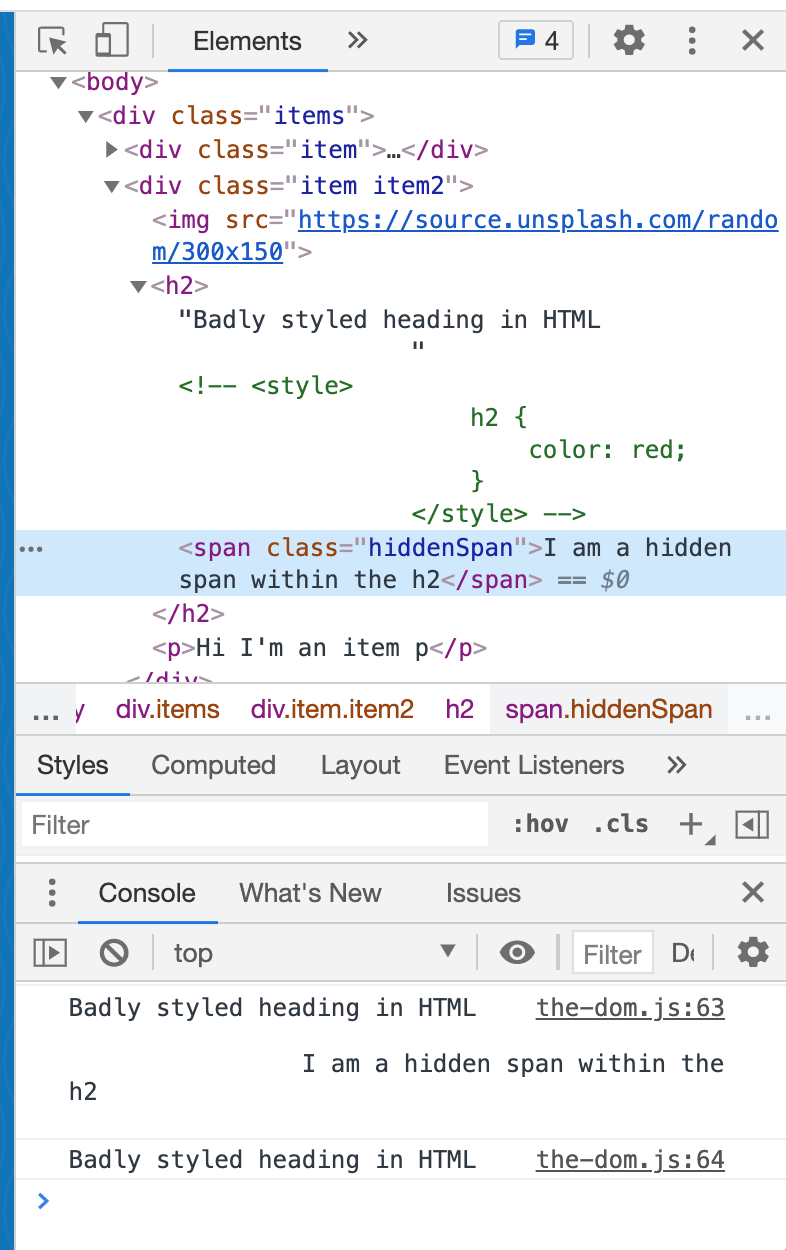 Elements
4
<body>
<div class="items">
<div class="item">…</div>
<div class="item item2">
<img src="https://source.unsplash.com/rando
m/300x150">
<h2>
"Badly styled heading in HTML
"
<!-- <style>
h2 {
color: red;
}
</style> -->
<span class="hiddenSpan">I am a hidden
span within the h2</span> == $0
</h2>
<p>Hi I'm an item p</p>
</div>
… y div.items div.item.item2 h2 span.hiddenSpan …
Styles Computed Layout Event Listeners
Filter :hov .cls
Console What's New Issues
top Filter De
Badly styled heading in HTML the-dom.js:63
I am a hidden span within the
h2
Badly styled heading in HTML the-dom.js:64